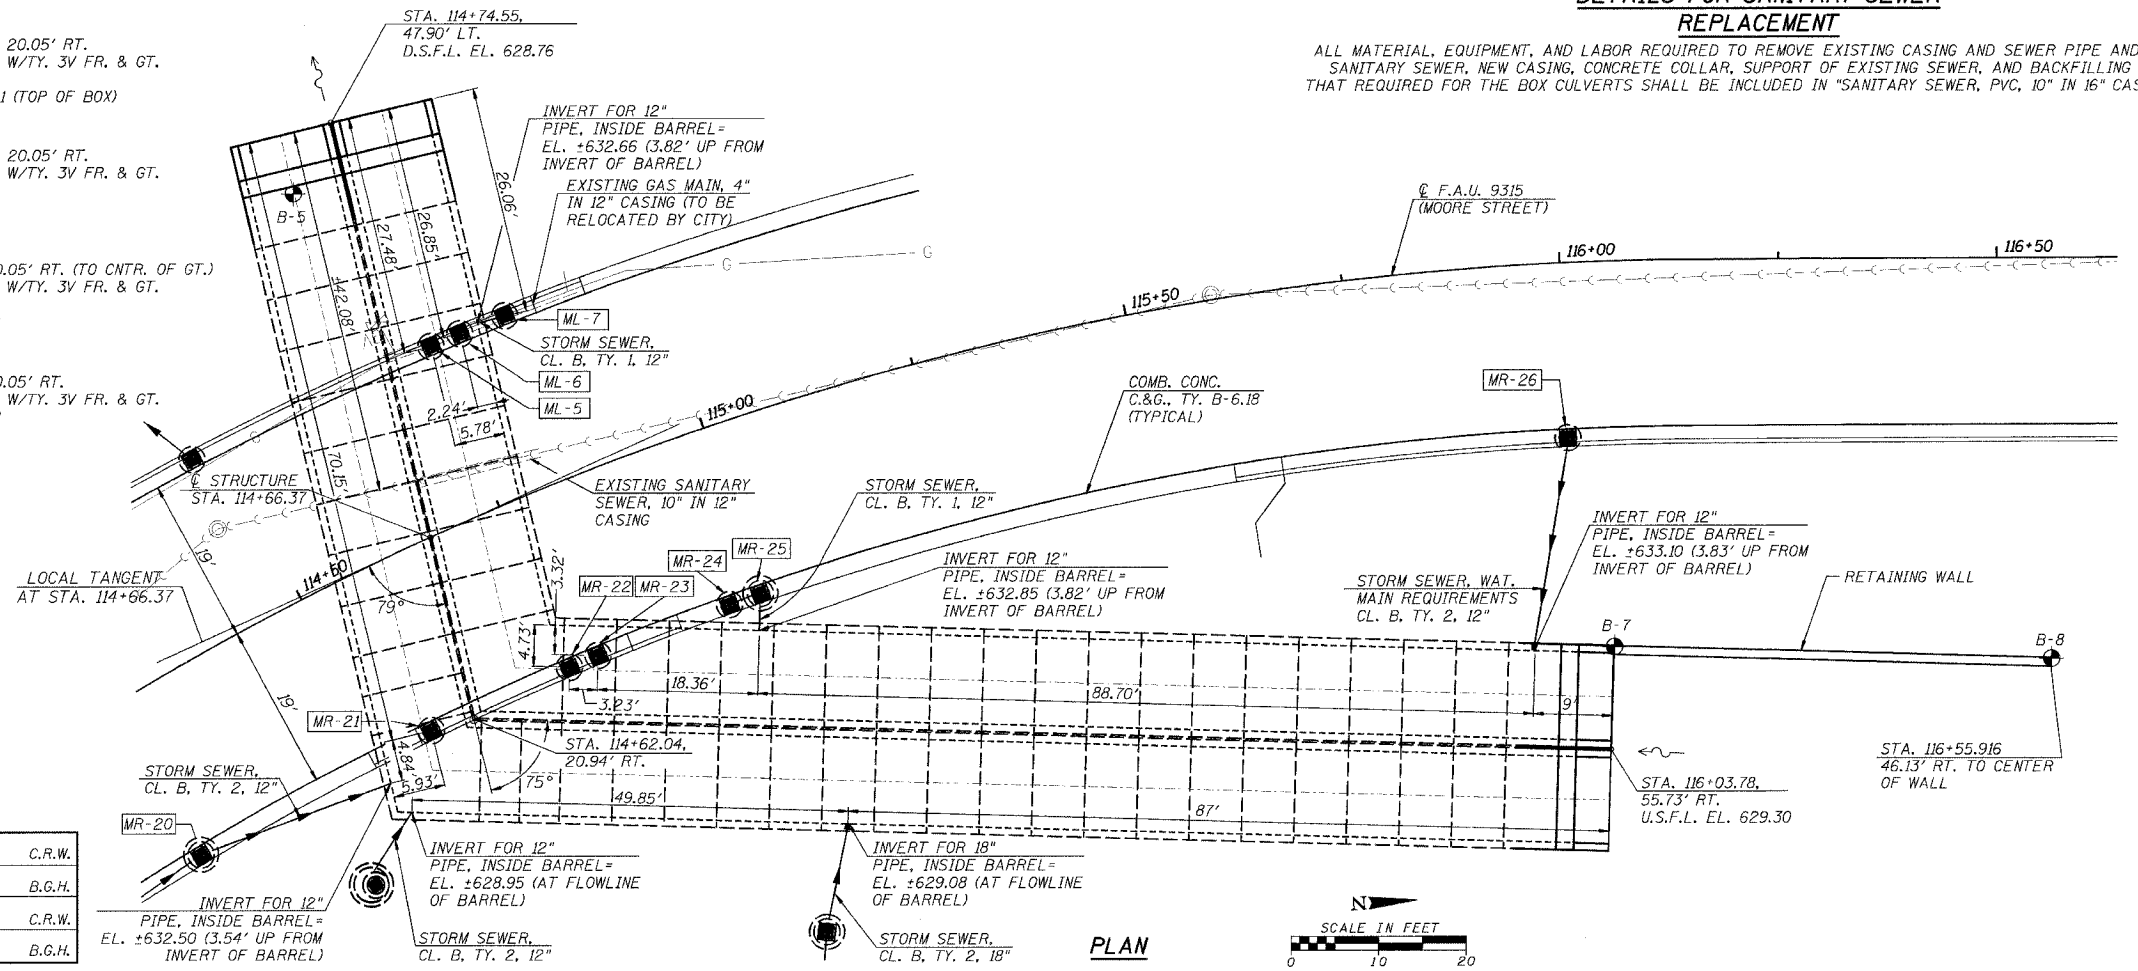 DETAILS FOR SANITARY SEWER
REPLACEMENT
ALL MATERIAL, EQUIPMENT, AND LABOR REQUIRED TO REMOVE EXISTING CASING AND SEWER PIPE AND
SANITARY SEWER, NEW CASING, CONCRETE COLLAR, SUPPORT OF EXISTING SEWER, AND BACKFILLING
THAT REQUIRED FOR THE BOX CULVERTS SHALL BE INCLUDED IN "SANITARY SEWER, PVC, 10" IN 16" CAS
20.05' RT.
W/TY. 3V FR. & GT.
1 (TOP OF BOX)
20.05' RT.
W/TY. 3V FR. & GT.
0.05' RT. (TO CNTR. OF GT.)
W/TY. 3V FR. & GT.
0.05' RT.
W/TY. 3V FR. & GT.
STA. 114+74.55,
47.90' LT.
D.S.F.L. EL. 628.76
INVERT FOR 12"
PIPE, INSIDE BARREL=
EL. ±632.66 (3.82' UP FROM
INVERT OF BARREL)
EXISTING GAS MAIN, 4"
IN 12" CASING (TO BE
RELOCATED BY CITY)
B-5
26.06'
26.85'
27.48'
±42.08'
70.15'
G
G
G
℄ F.A.U. 9315
(MOORE STREET)
116+00
116+50
115+50
115+00
114+50
ML-7
STORM SEWER,
CL. B, TY. 1, 12"
ML-6
ML-5
2.24'
5.78'
COMB. CONC.
C.&G., TY. B-6.18
(TYPICAL)
MR-26
℄ STRUCTURE
STA. 114+66.37
EXISTING SANITARY
SEWER, 10" IN 12"
CASING
STORM SEWER,
CL. B, TY. 1, 12"
19'
LOCAL TANGENT
AT STA. 114+66.37
79°
3.32'
4.73'
MR-22
MR-23
MR-24
MR-25
INVERT FOR 12"
PIPE, INSIDE BARREL=
EL. ±632.85 (3.82' UP FROM
INVERT OF BARREL)
INVERT FOR 12"
PIPE, INSIDE BARREL=
EL. ±633.10 (3.83' UP FROM
INVERT OF BARREL)
STORM SEWER, WAT.
MAIN REQUIREMENTS
CL. B, TY. 2, 12"
RETAINING WALL
B-7
B-8
19'
18.36'
3.23'
88.70'
9'
MR-21
4.84'
5.93'
STA. 114+62.04,
20.94' RT.
75°
STA. 116+55.916
46.13' RT. TO CENTER
OF WALL
STA. 116+03.78,
55.73' RT.
U.S.F.L. EL. 629.30
STORM SEWER,
CL. B, TY. 2, 12"
49.85'
87'
MR-20
INVERT FOR 12"
PIPE, INSIDE BARREL=
EL. ±628.95 (AT FLOWLINE
OF BARREL)
INVERT FOR 18"
PIPE, INSIDE BARREL=
EL. ±629.08 (AT FLOWLINE
OF BARREL)
C.R.W.
B.G.H.
C.R.W.
B.G.H.
INVERT FOR 12"
PIPE, INSIDE BARREL=
EL. ±632.50 (3.54' UP FROM
INVERT OF BARREL)
STORM SEWER,
CL. B, TY. 2, 12"
STORM SEWER,
CL. B, TY. 2, 18"
PLAN
N
SCALE IN FEET
0 10 20